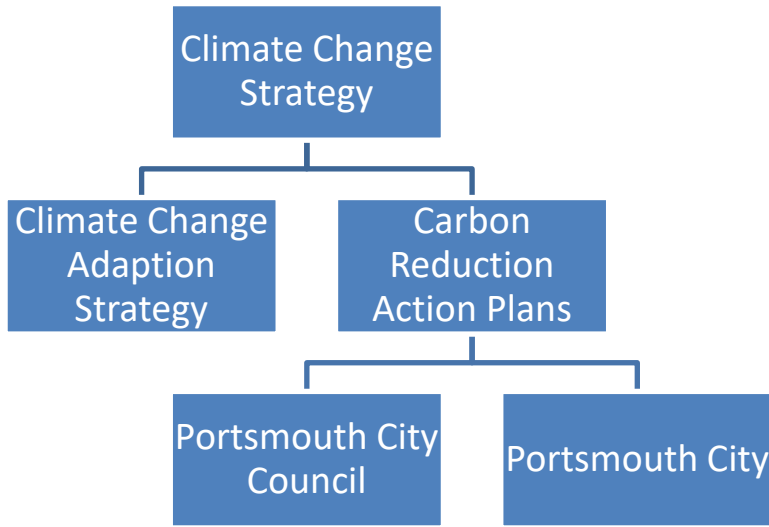 Climate Change
Strategy
Climate Change
Adaption
Strategy
Carbon
Reduction
Action Plans
Portsmouth City
Council
Portsmouth City